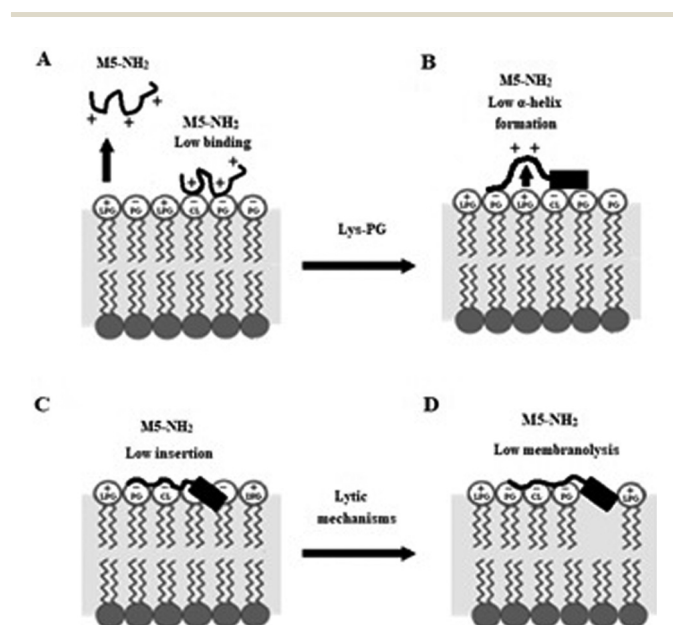 A
M5-NH₂
+
+ + +
M5-NH₂
Low binding
+
+ +
+ − + − − −
LPG PG LPG CL PG PG
Lys-PG
B
M5-NH₂
Low α-helix
formation
+ +
+ − + − − −
LPG PG LPG CL PG PG
C
M5-NH₂
Low insertion
+ − − − − +
LPG PG CL
Lytic
mechanisms
D
M5-NH₂
Low membranolysis
+ − − − +
LPG PG CL PG LPG